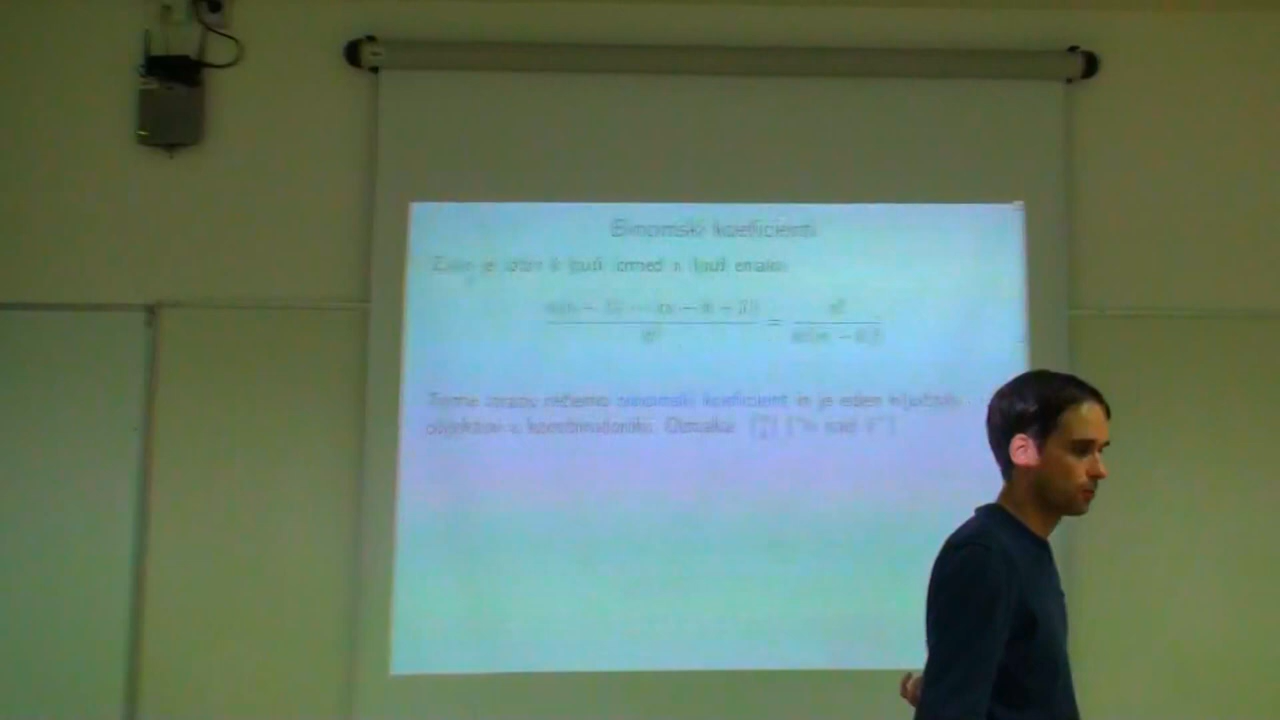 Binomski koeficienti
je izbir k ljudi izmed n ljudi enako
n(n − 1) ··· (n − k + 1) / k! = n! / k!(n − k)!
Temu izrazu rečemo binomski koeficient in je eden ključnih
objektov v kombinatoriki. Oznaka: ("n nad k")